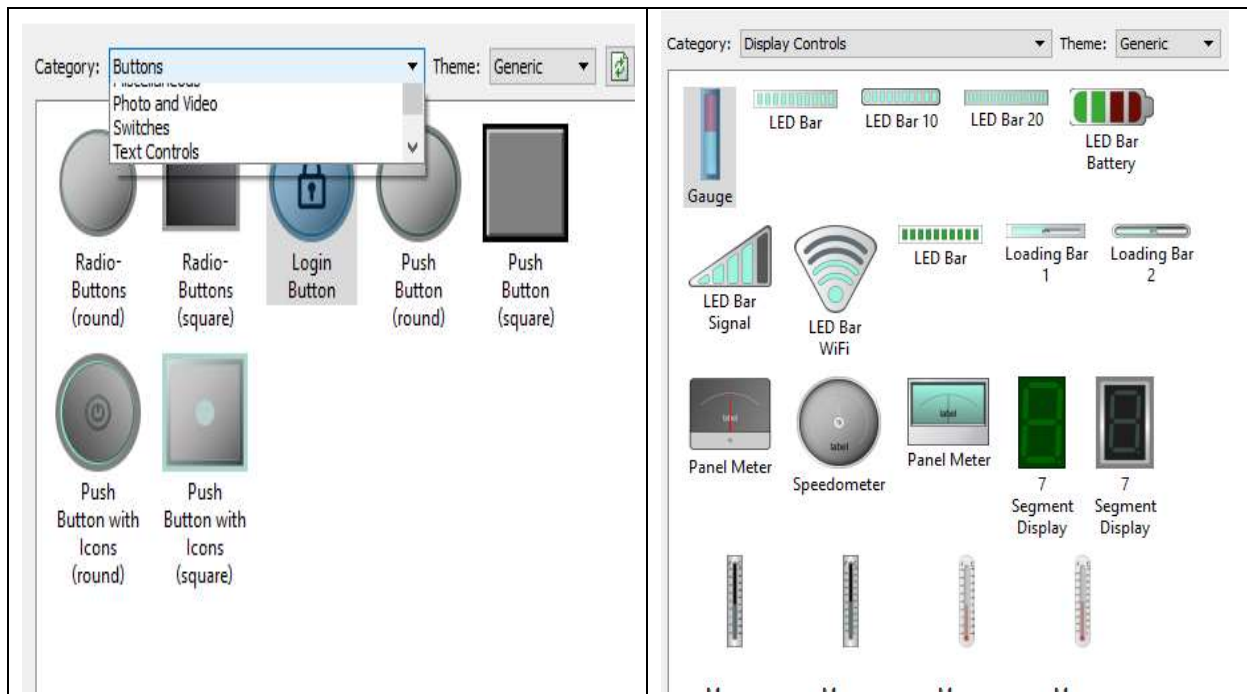 Category: Buttons Theme: Generic
Photo and Video
Switches
Text Controls
Radio-
Buttons
(round)
Radio-
Buttons
(square)
Login
Button
Push
Button
(round)
Push
Button
(square)
Push
Button with
Icons
(round)
Push
Button with
Icons
(square)
Category: Display Controls Theme: Generic
Gauge
LED Bar
LED Bar 10
LED Bar 20
LED Bar
Battery
LED Bar
Signal
LED Bar
WiFi
LED Bar
Loading Bar
1
Loading Bar
2
label
Panel Meter
label
Speedometer
label
Panel Meter
7
Segment
Display
7
Segment
Display